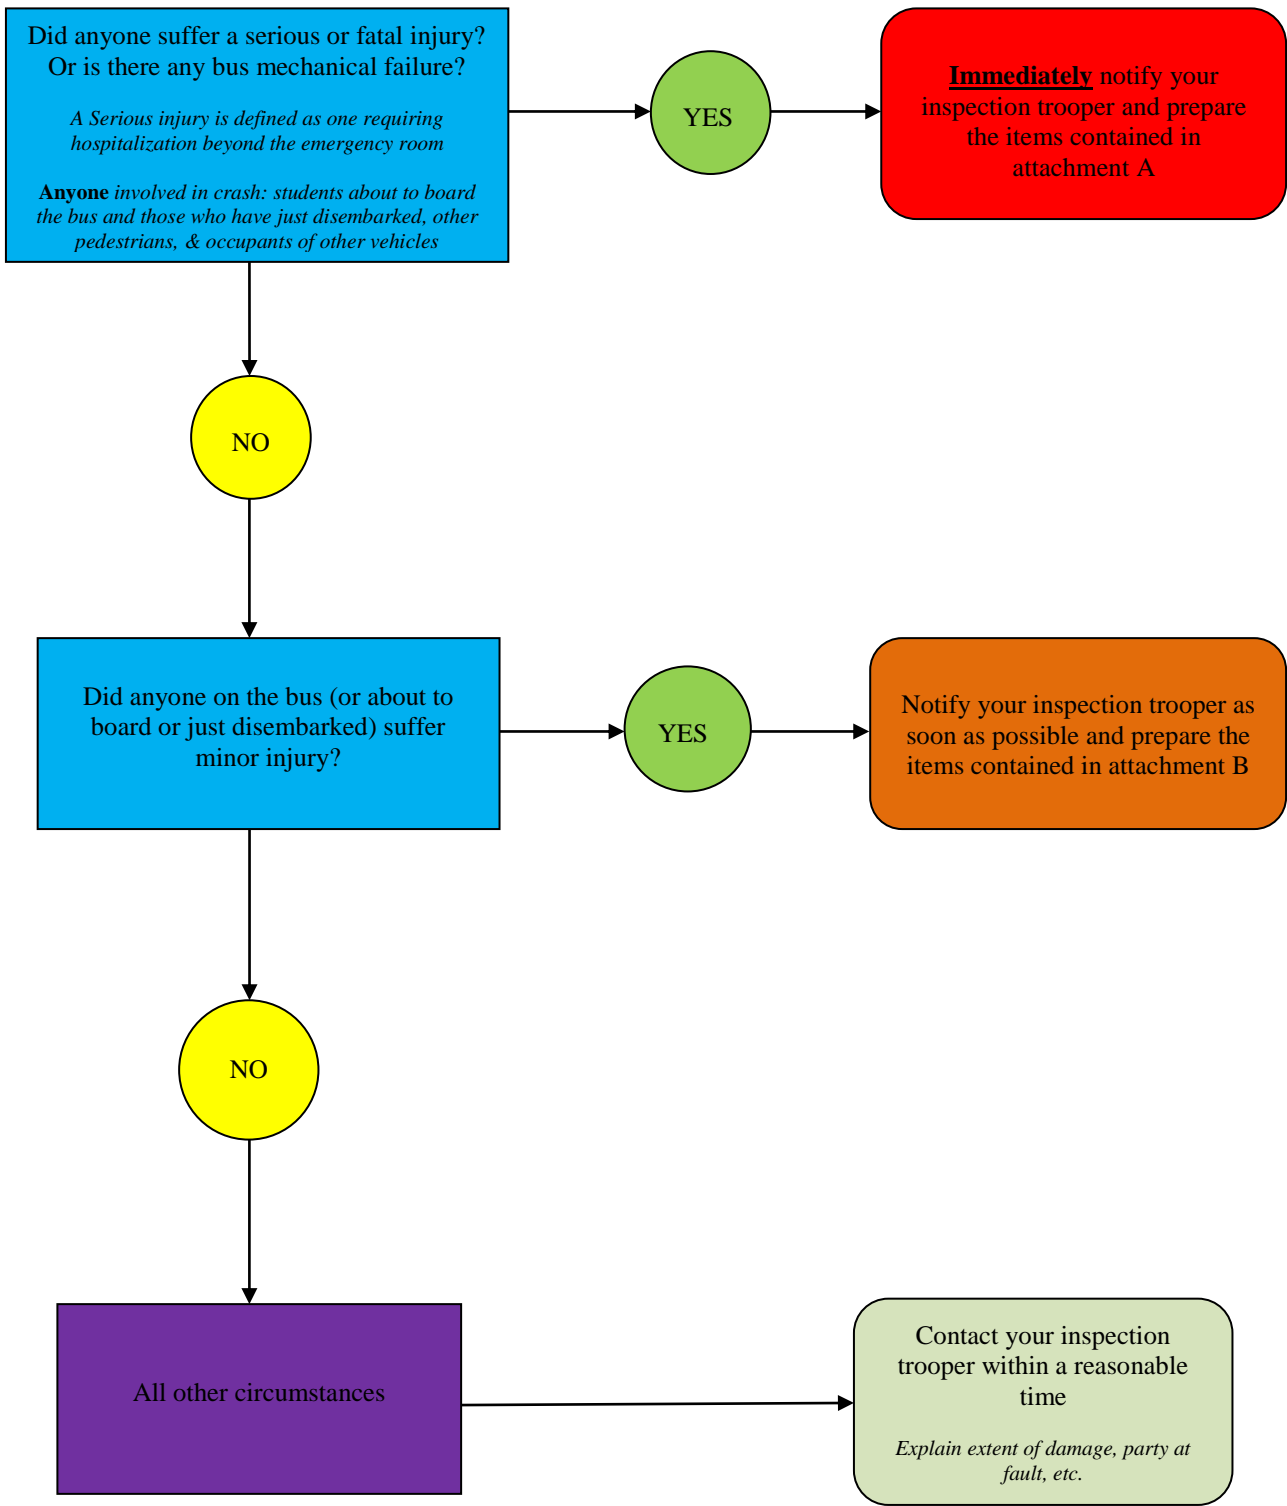 Did anyone suffer a serious or fatal injury?
Or is there any bus mechanical failure?
A Serious injury is defined as one requiring
hospitalization beyond the emergency room
Anyone involved in crash: students about to board
the bus and those who have just disembarked, other
pedestrians, & occupants of other vehicles
YES
Immediately notify your
inspection trooper and prepare
the items contained in
attachment A
NO
Did anyone on the bus (or about to
board or just disembarked) suffer
minor injury?
YES
Notify your inspection trooper as
soon as possible and prepare the
items contained in attachment B
NO
All other circumstances
Contact your inspection
trooper within a reasonable
time
Explain extent of damage, party at
fault, etc.